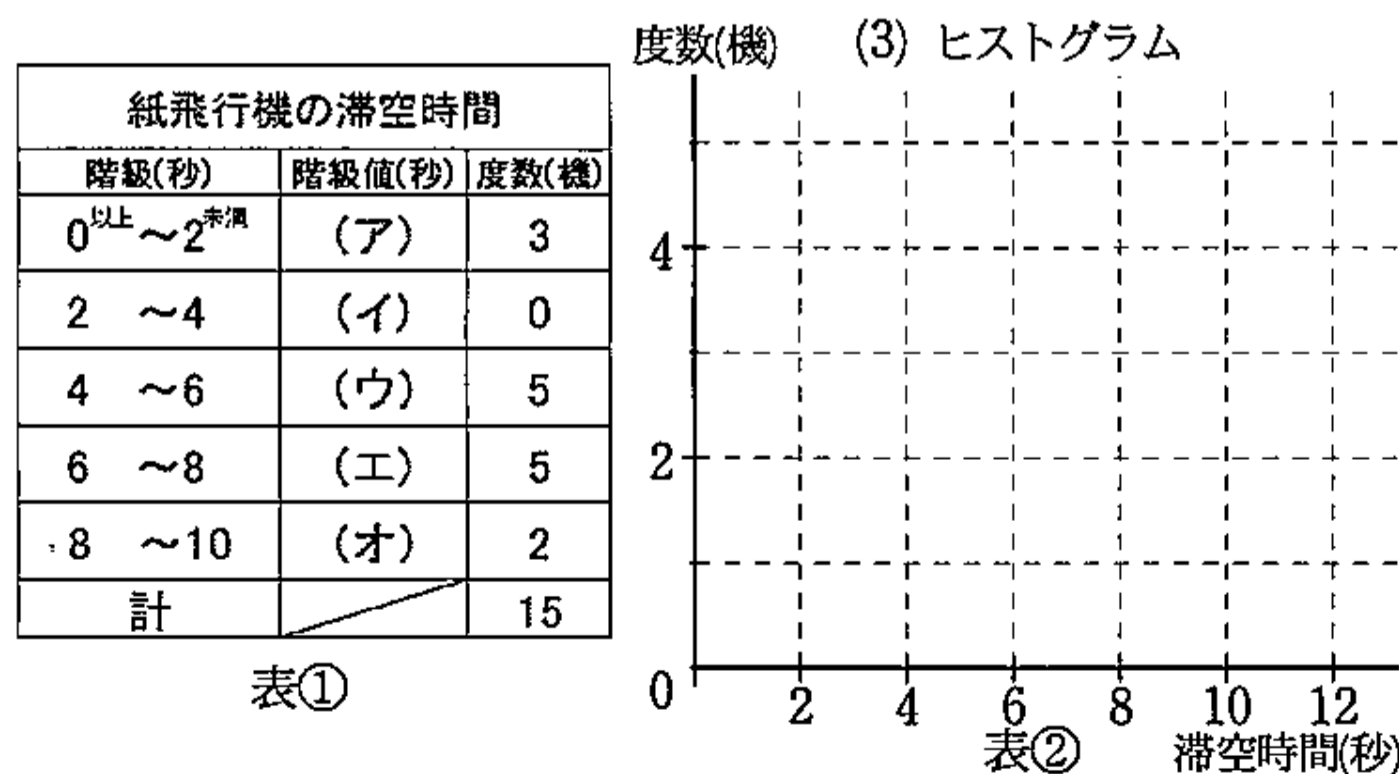 紙飛行機の滞空時間
階級(秒) 階級値(秒) 度数(機)
0以上～2未満 (ア) 3
2 ～4 (イ) 0
4 ～6 (ウ) 5
6 ～8 (エ) 5
8 ～10 (オ) 2
計 15
表①
度数(機) (3) ヒストグラム
4
2
0 2 4 6 8 10 12
表② 滞空時間(秒)